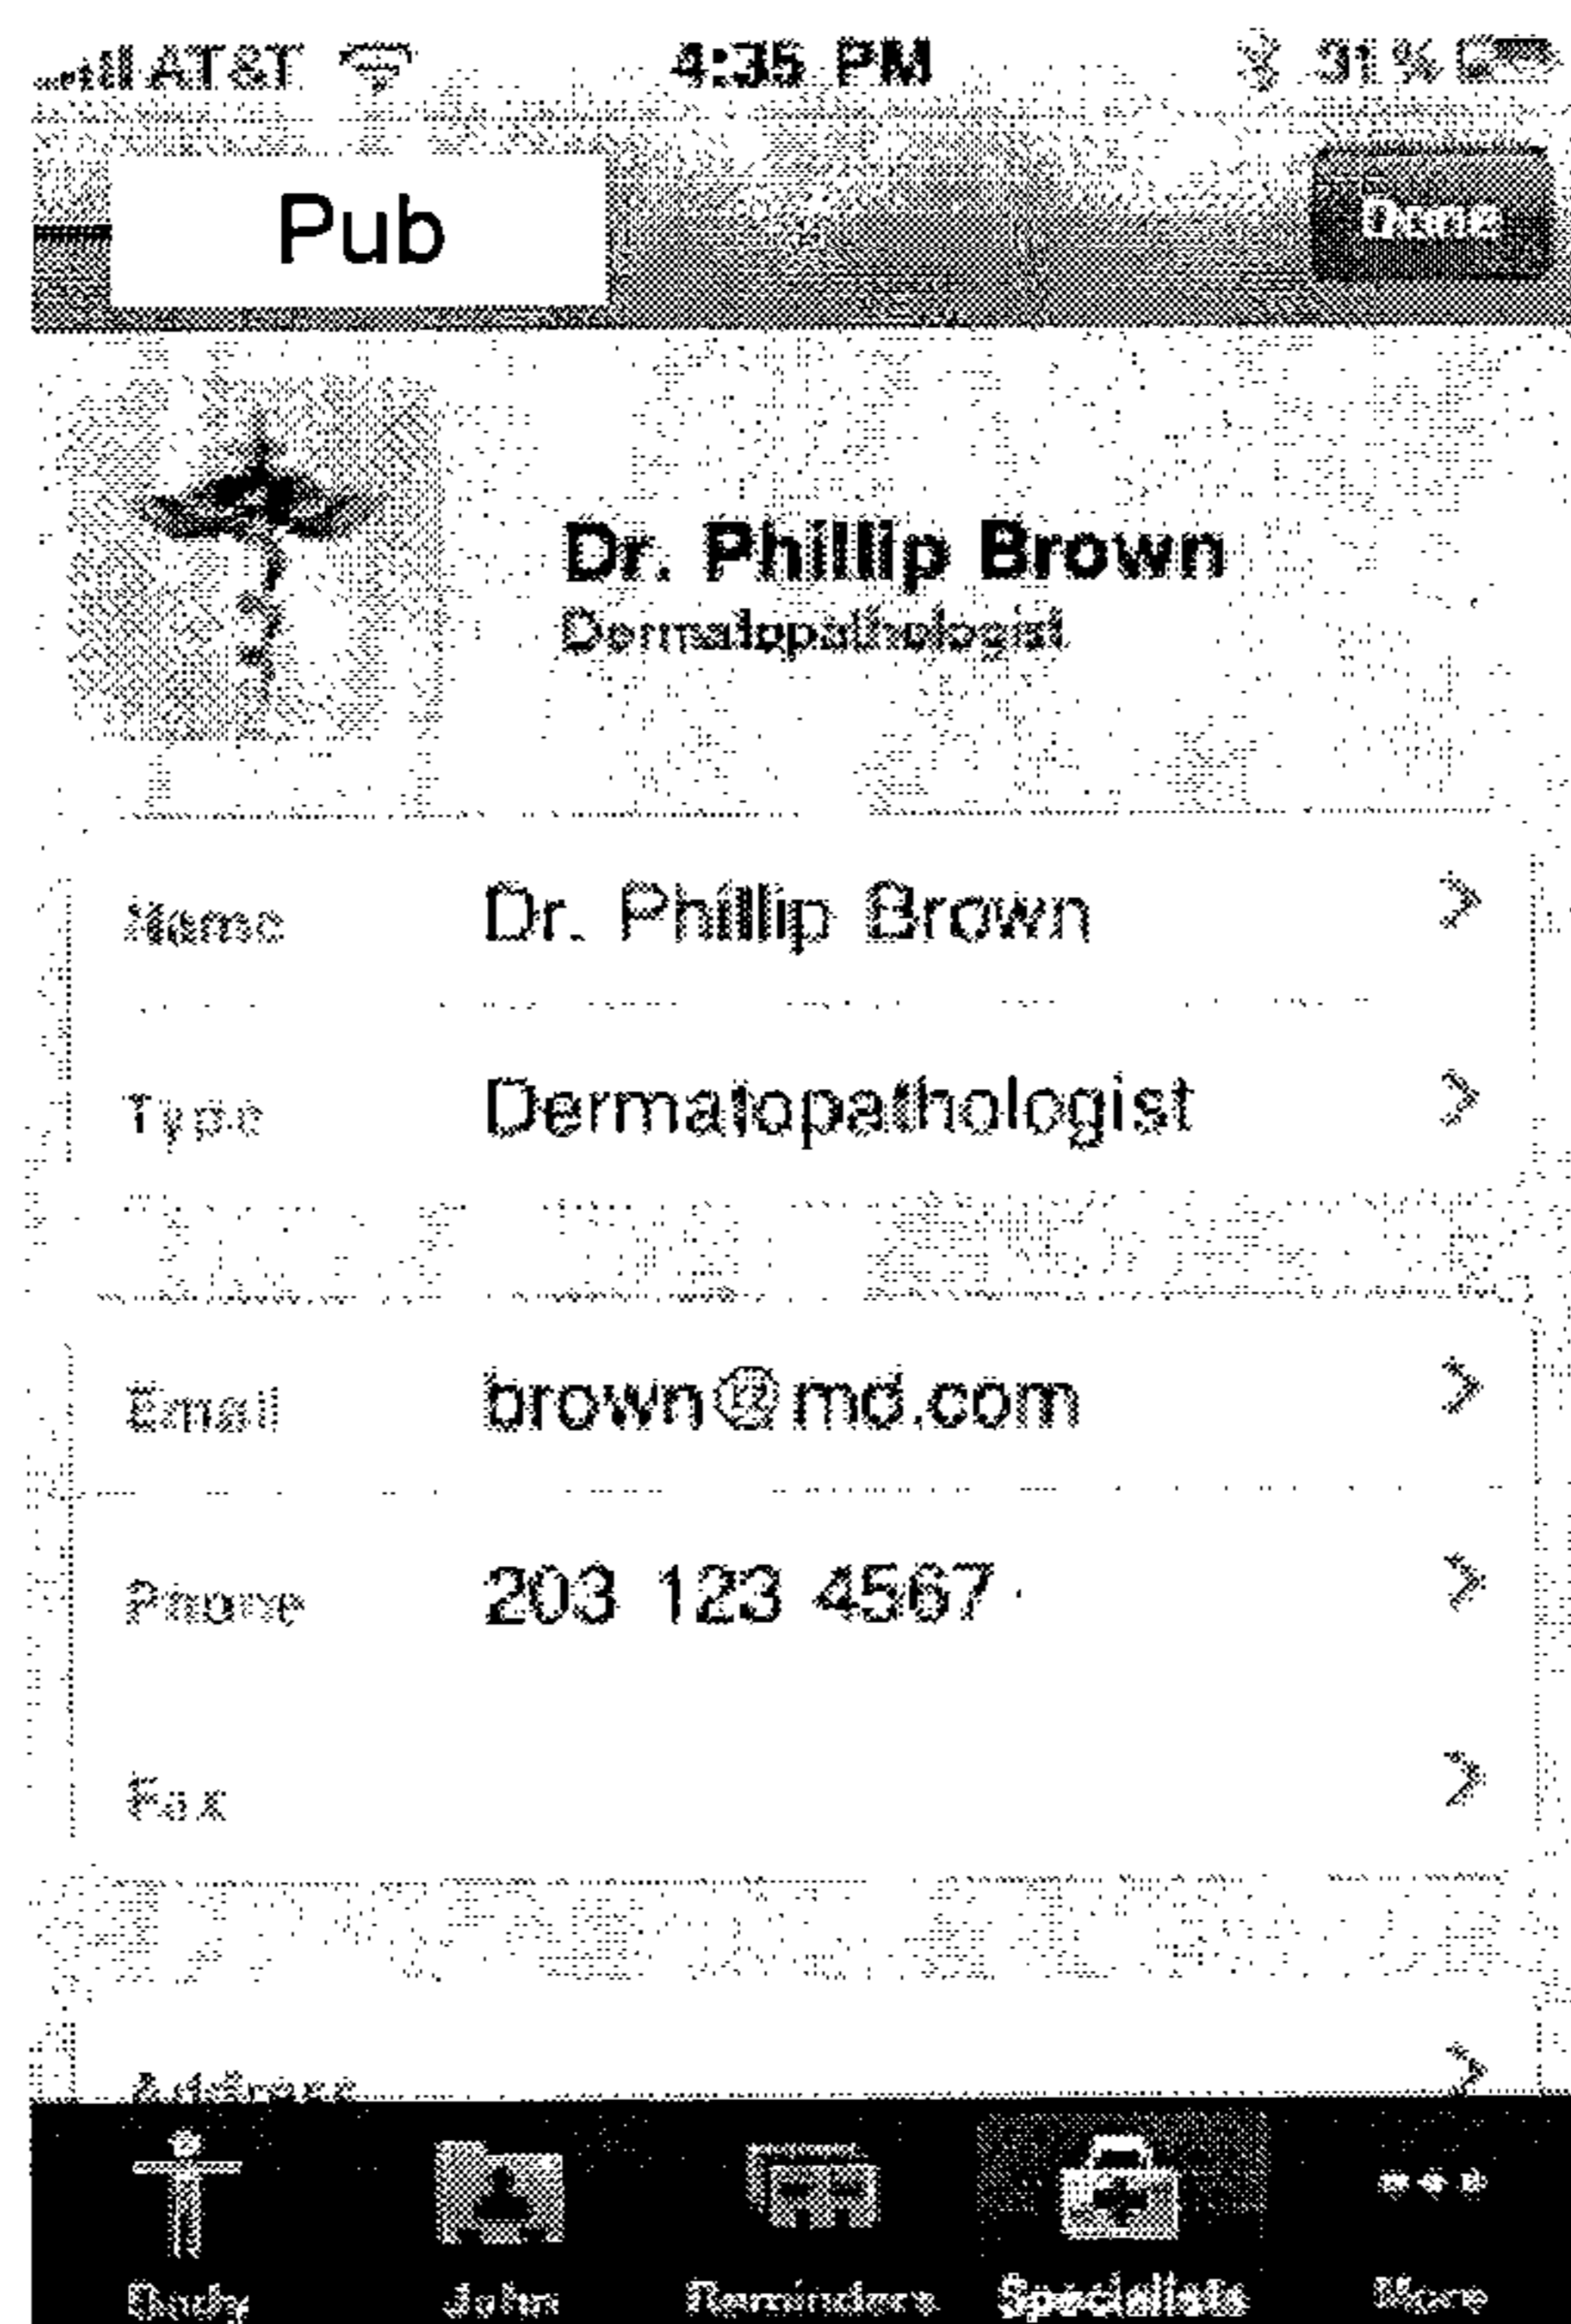 AT&T 4:35 PM 31%
Pub Done
Dr. Phillip Brown
Dermatopathologist
Name Dr. Phillip Brown
Type Dermatopathologist
Email brown@md.com
Phone 203 123 4567
Fax
Address
Body John Reminders Specialists More